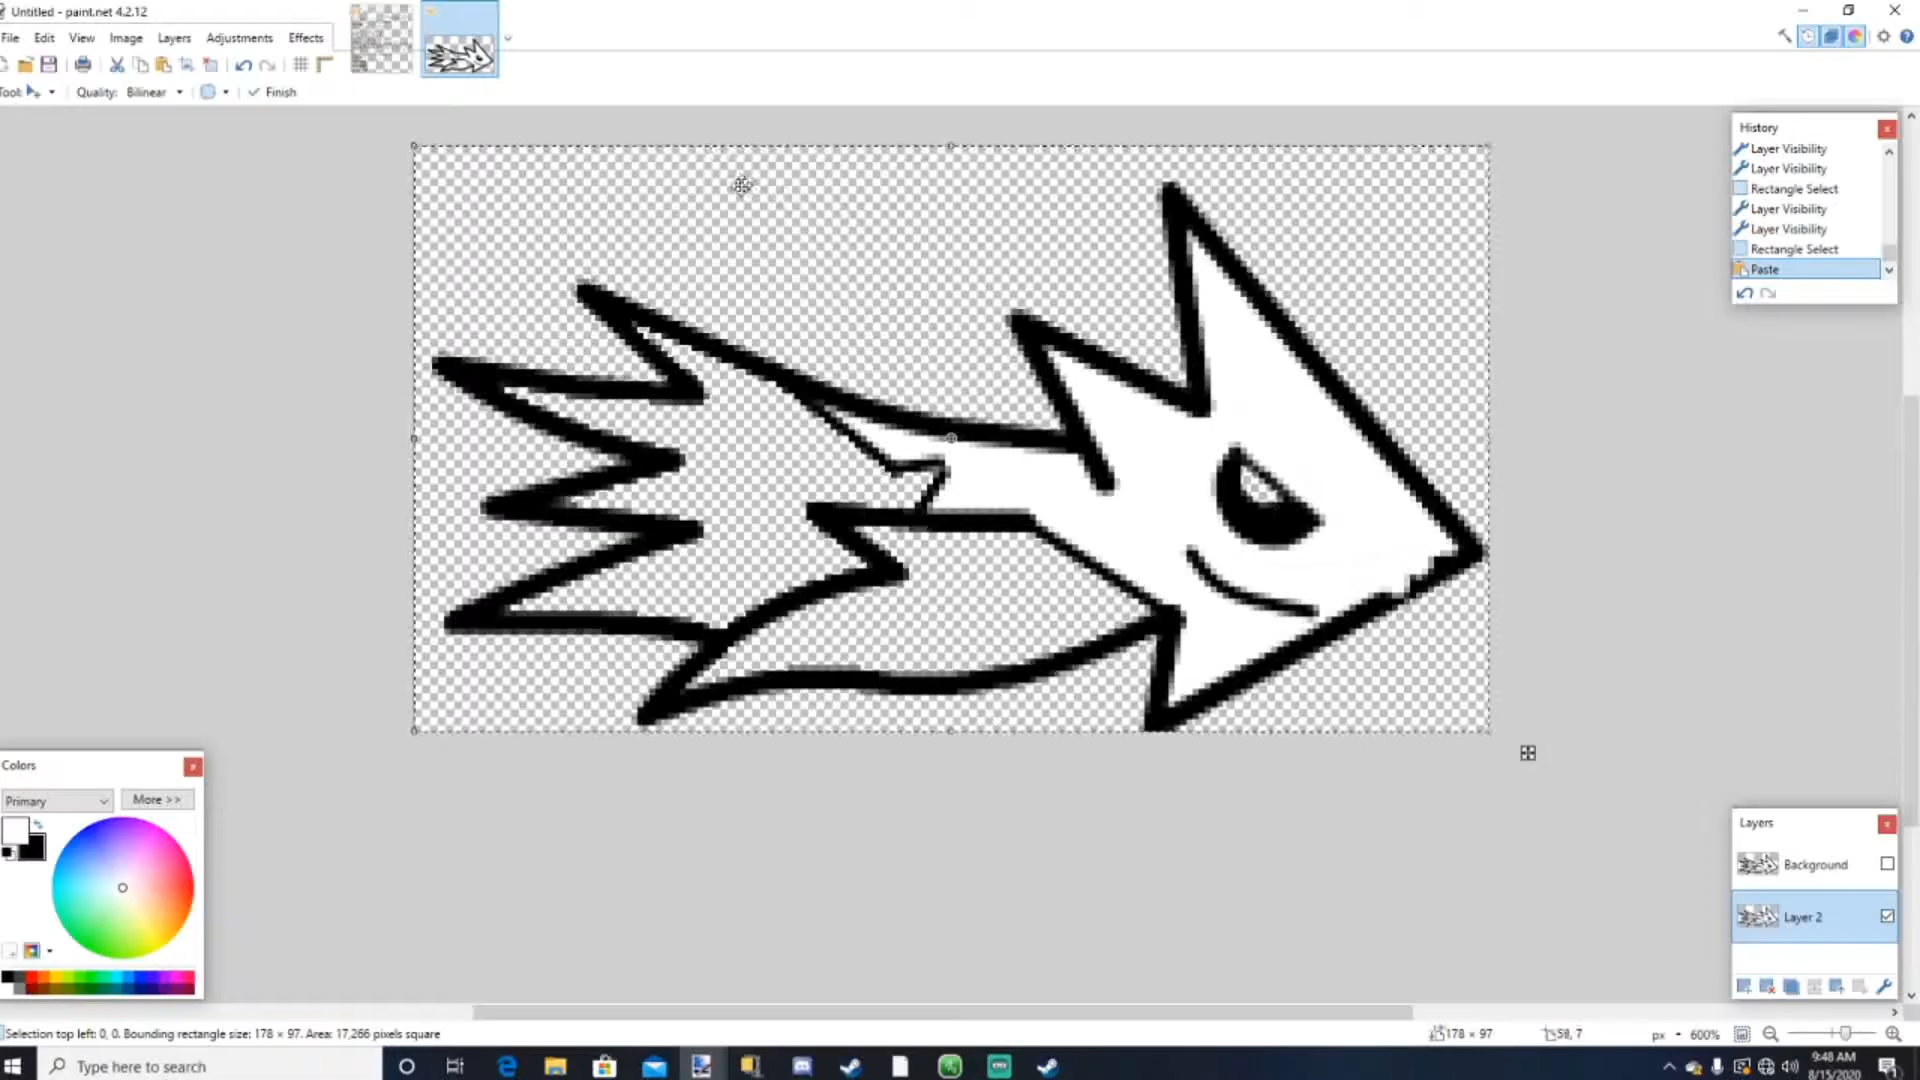 Untitled - paint.net 4.2.12
File Edit View Image Layers Adjustments Effects
Tool: Quality: Bilinear Finish
History
Layer Visibility
Layer Visibility
Rectangle Select
Layer Visibility
Layer Visibility
Rectangle Select
Paste
Colors
Primary More >>
Layers
Background
Layer 2
Selection top left: 0, 0. Bounding rectangle size: 178 × 97. Area: 17,266 pixels square
178 × 97 58, 7 px 600%
Type here to search
9:48 AM
8/15/2020